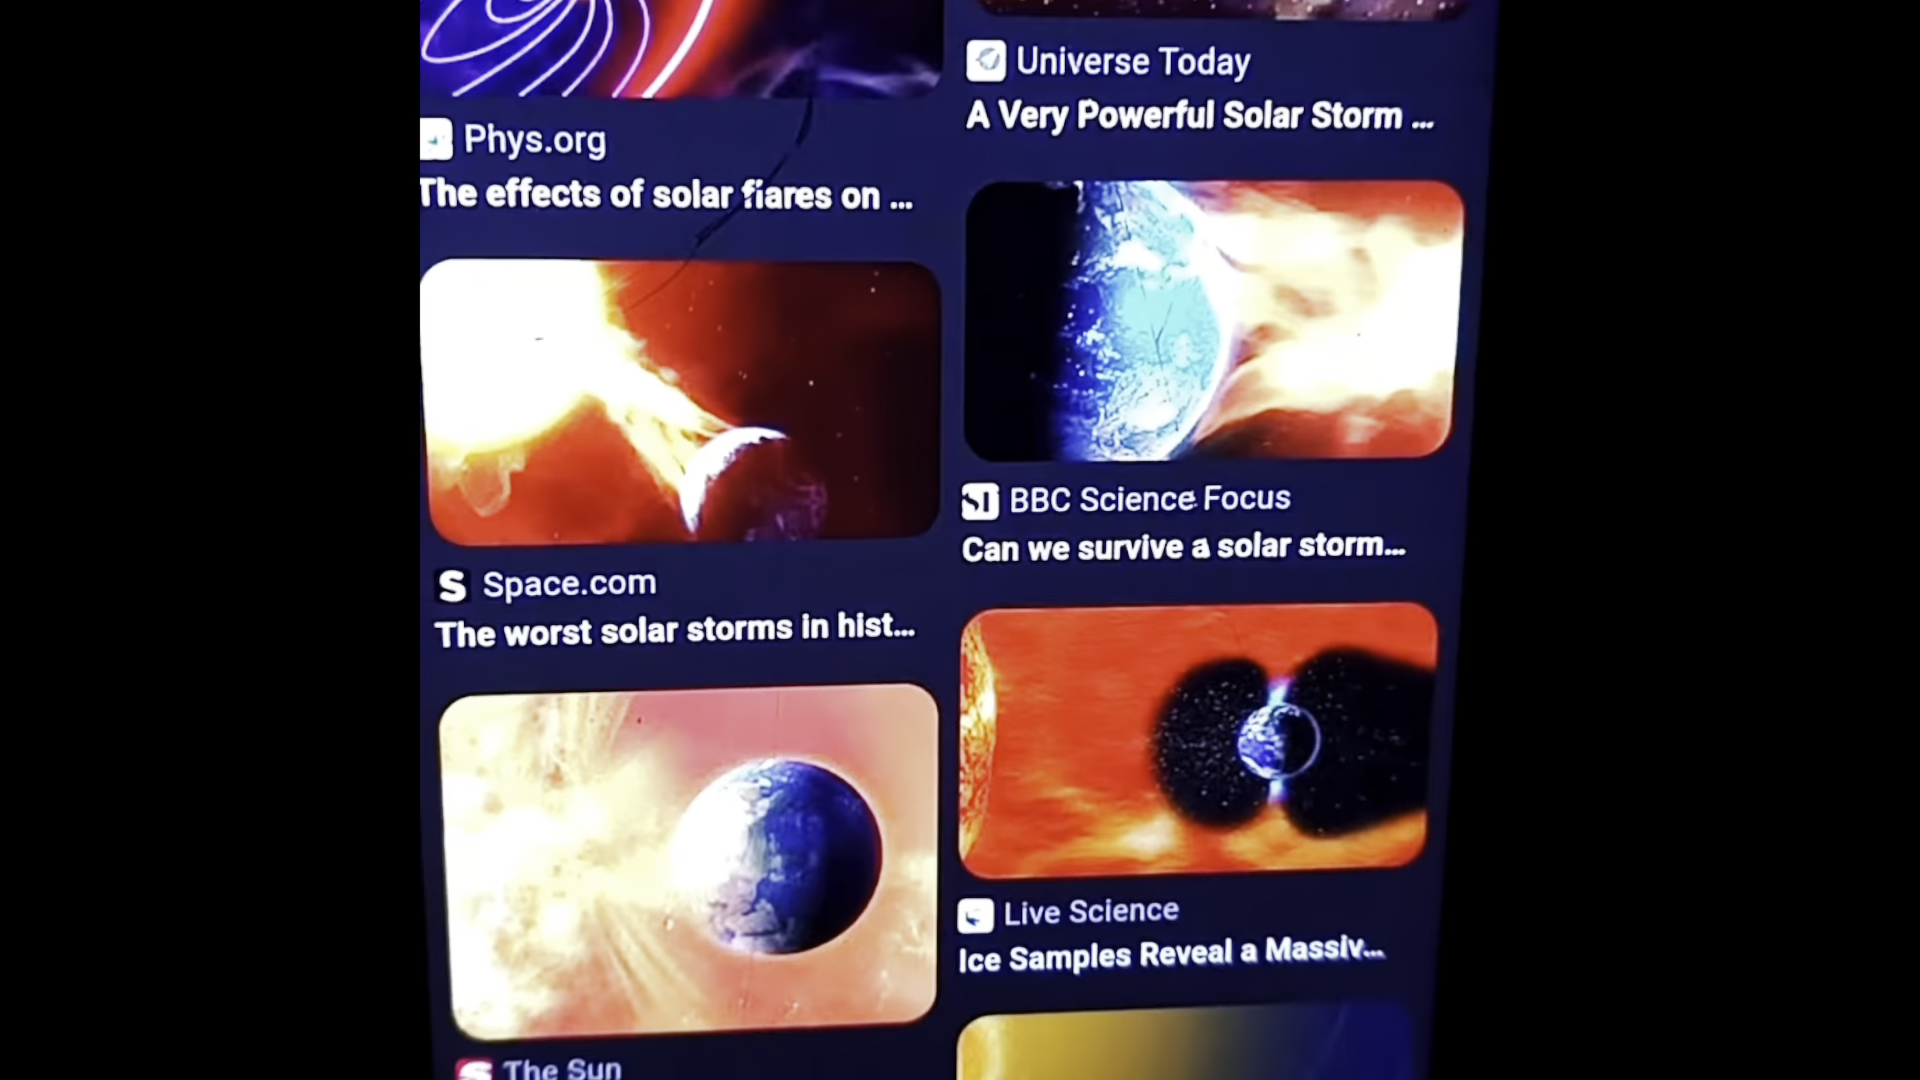 Phys.org
The effects of solar flares on ...
Space.com
The worst solar storms in hist...
The Sun
Universe Today
A Very Powerful Solar Storm ...
BBC Science Focus
Can we survive a solar storm...
Live Science
Ice Samples Reveal a Massiv...